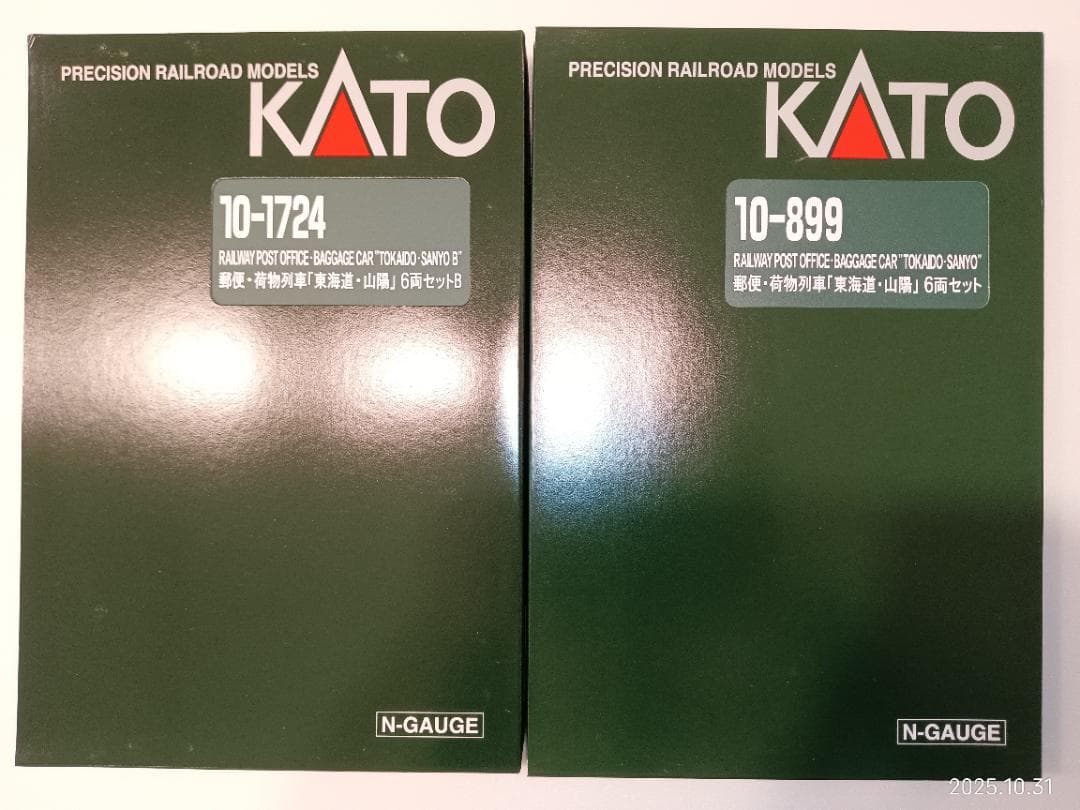 PRECISION RAILROAD MODELS
KATO
10-1724
RAILWAY POST OFFICE・BAGGAGE CAR "TOKAIDO・SANYO B"
郵便・荷物列車「東海道・山陽」6両セットB
N-GAUGE
PRECISION RAILROAD MODELS
KATO
10-899
RAILWAY POST OFFICE・BAGGAGE CAR "TOKAIDO・SANYO"
郵便・荷物列車「東海道・山陽」6両セット
N-GAUGE
2025.10.31